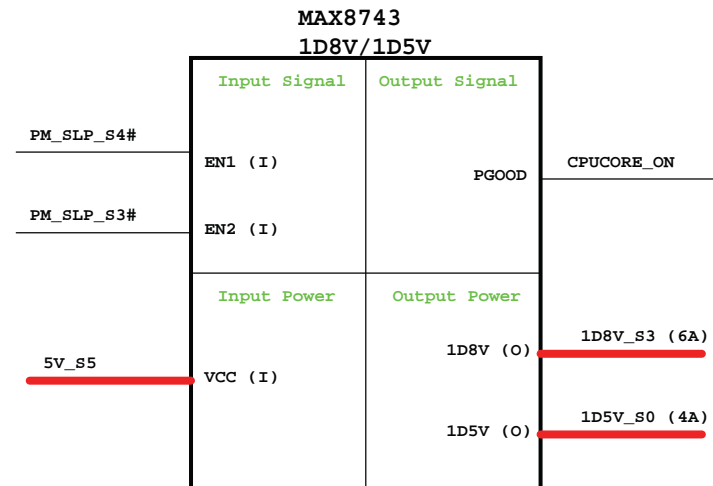 MAX8743
1D8V/1D5V
Input Signal
Output Signal
PM_SLP_S4#
EN1 (I)
CPUCORE_ON
PGOOD
PM_SLP_S3#
EN2 (I)
Input Power
Output Power
1D8V (O)
1D8V_S3 (6A)
5V_S5
VCC (I)
1D5V (O)
1D5V_S0 (4A)